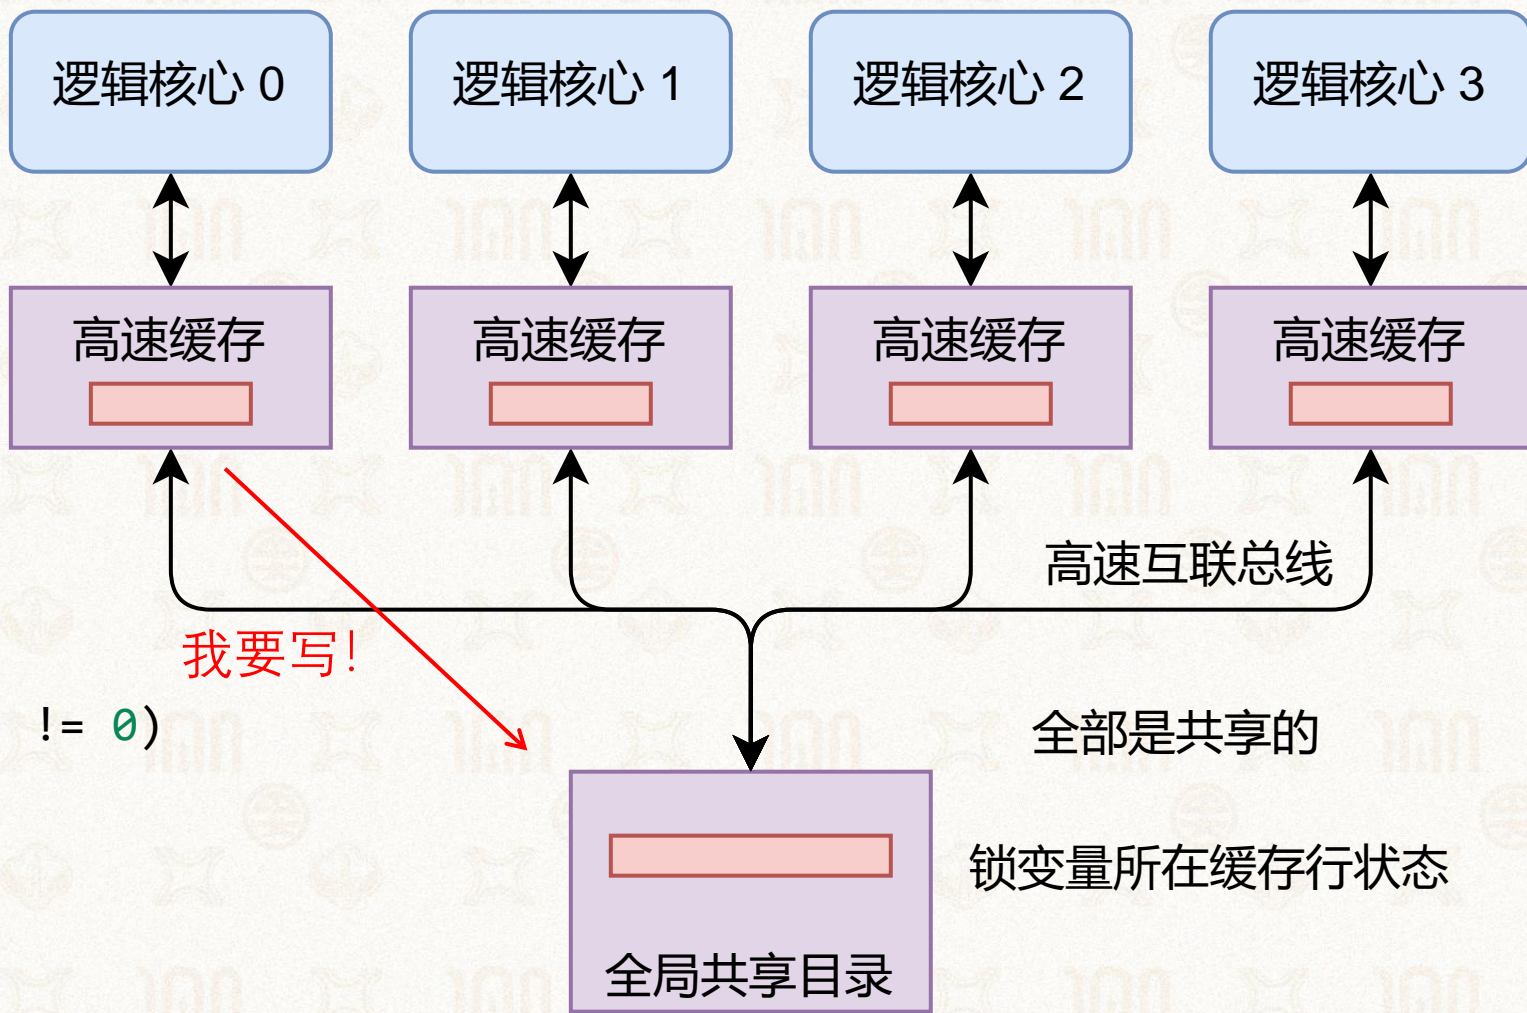 逻辑核心 0
逻辑核心 1
逻辑核心 2
逻辑核心 3
高速缓存
高速缓存
高速缓存
高速缓存
高速互联总线
我要写！
!= 0)
全部是共享的
锁变量所在缓存行状态
全局共享目录